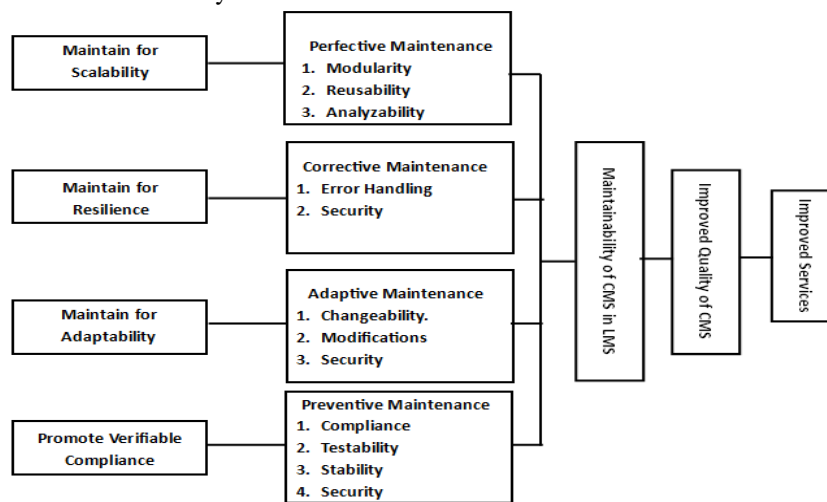 Maintain for
Scalability
Perfective Maintenance
1. Modularity
2. Reusability
3. Analyzability
Maintain for
Resilience
Corrective Maintenance
1. Error Handling
2. Security
Maintain for
Adaptability
Adaptive Maintenance
1. Changeability.
2. Modifications
3. Security
Promote Verifiable
Compliance
Preventive Maintenance
1. Compliance
2. Testability
3. Stability
4. Security
Maintainability of CMS in LMS
Improved Quality of CMS
Improved Services